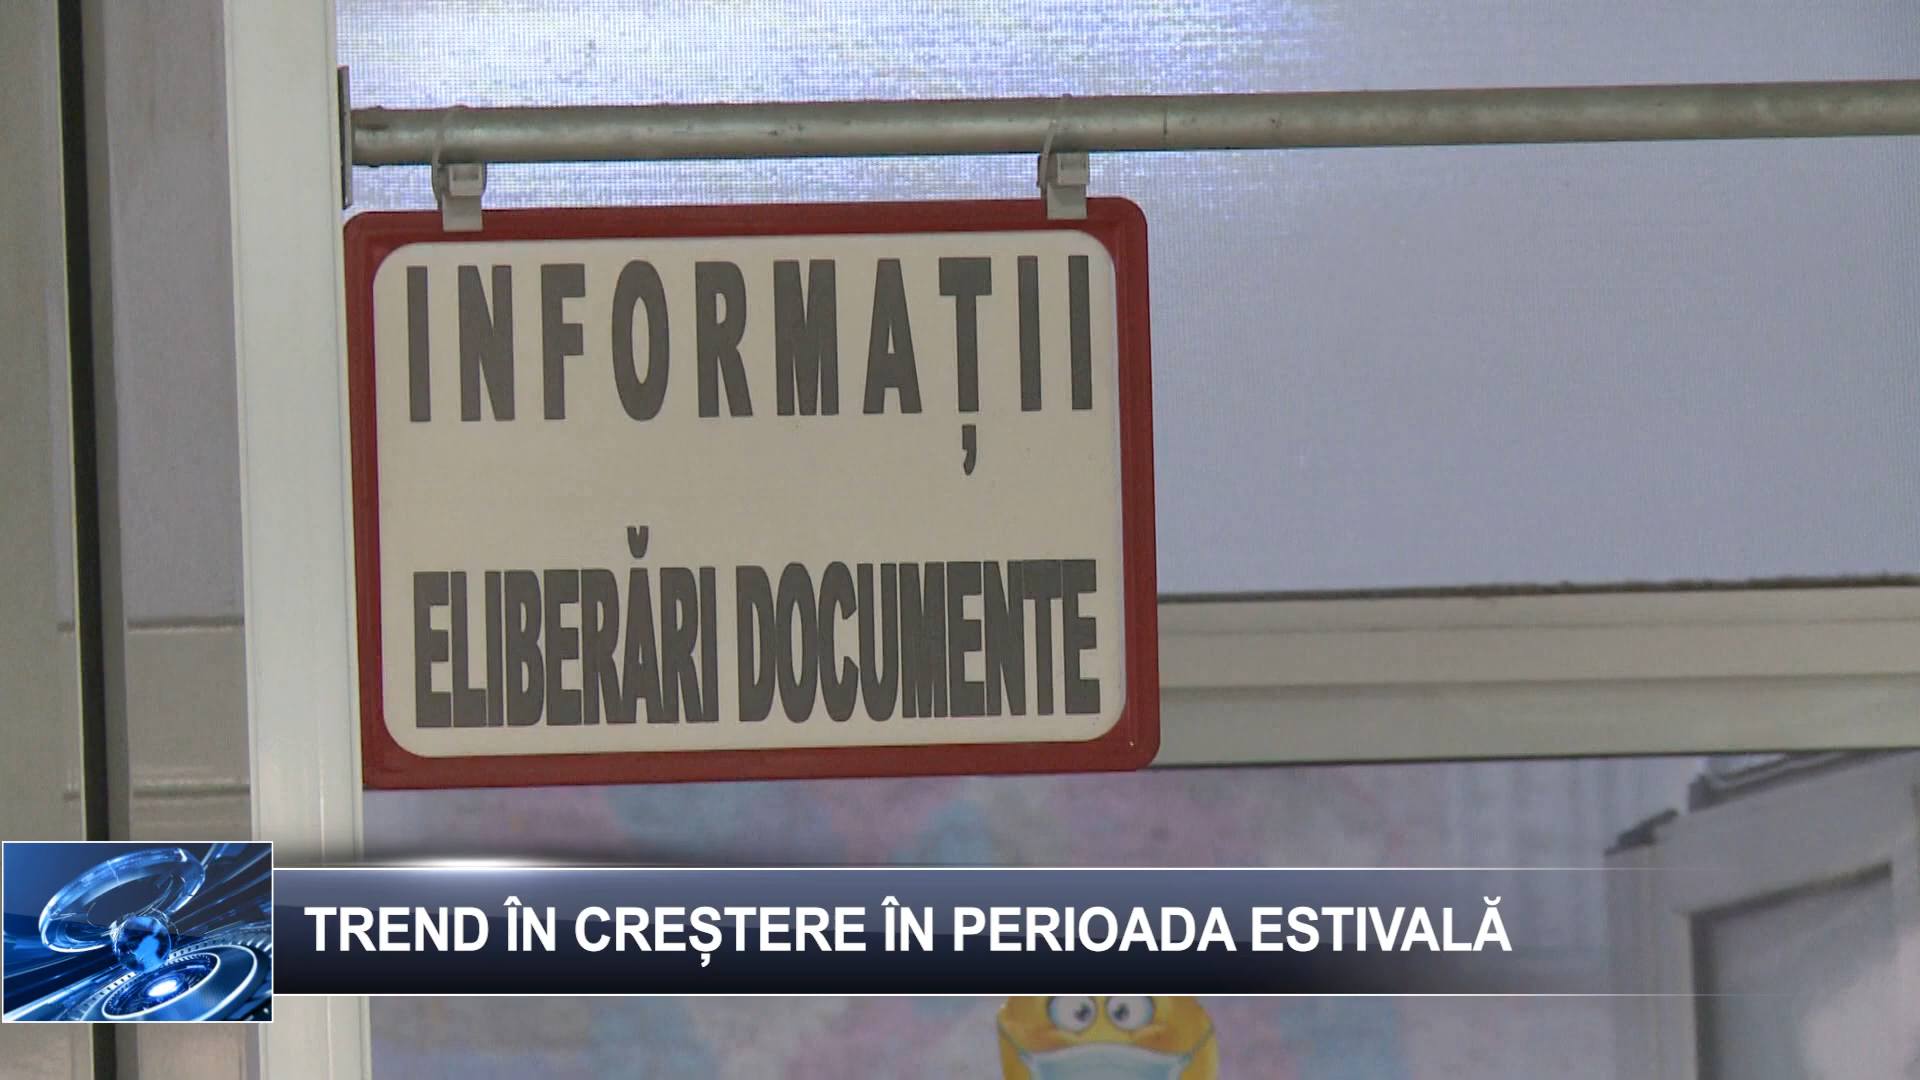 INFORMAȚII
ELIBERĂRI DOCUMENTE
TREND ÎN CREȘTERE ÎN PERIOADA ESTIVALĂ